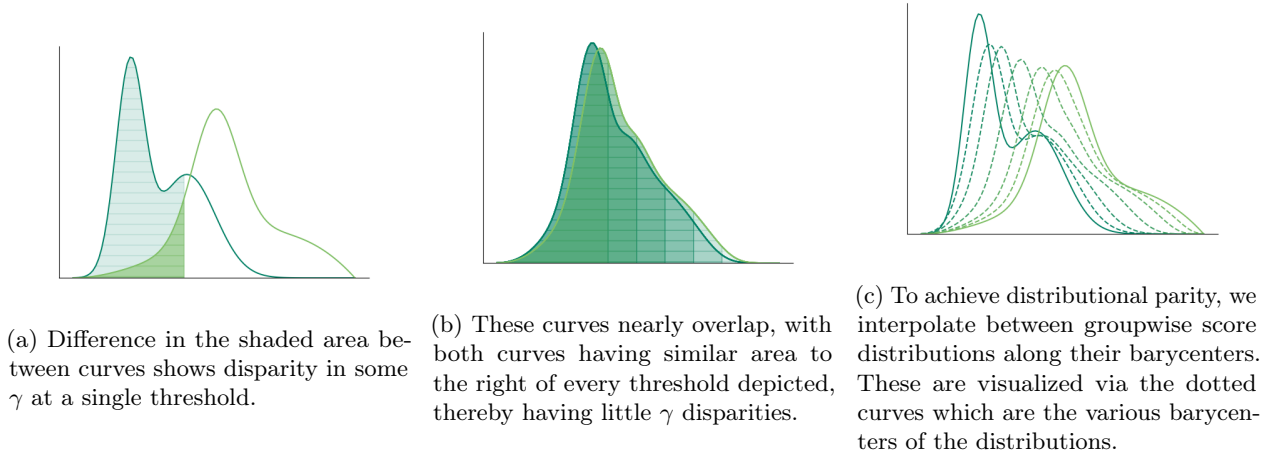 (a) Difference in the shaded area be-
tween curves shows disparity in some
γ at a single threshold.
(b) These curves nearly overlap, with
both curves having similar area to
the right of every threshold depicted,
thereby having little γ disparities.
(c) To achieve distributional parity, we
interpolate between groupwise score
distributions along their barycenters.
These are visualized via the dotted
curves which are the various barycen-
ters of the distributions.